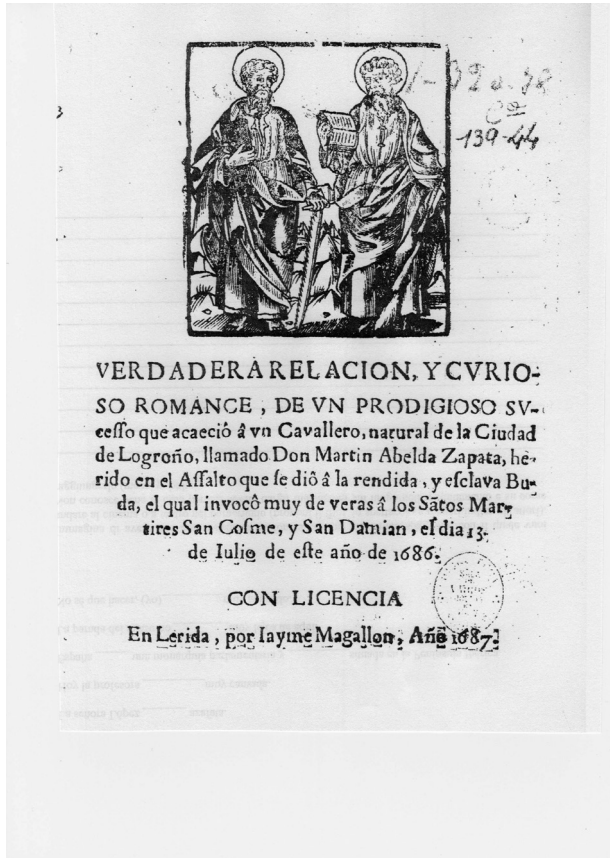 139-44
VERDADERA RELACION, Y CVRIO-
SO ROMANCE, DE VN PRODIGIOSO SV-
cesso que acaeciò â vn Cavallero, natural de la Ciudad
de Logroño, llamado Don Martin Abelda Zapata, he-
rido en el Assalto que se diô â la rendida, y esclava Bu-
da, el qual invocô muy de veras â los Sãtos Mar-
tires San Cosme, y San Damian, el dia 13.
de Iulio de este año de 1686.
CON LICENCIA
En Lerida, por Iayme Magallon, Año 1687.